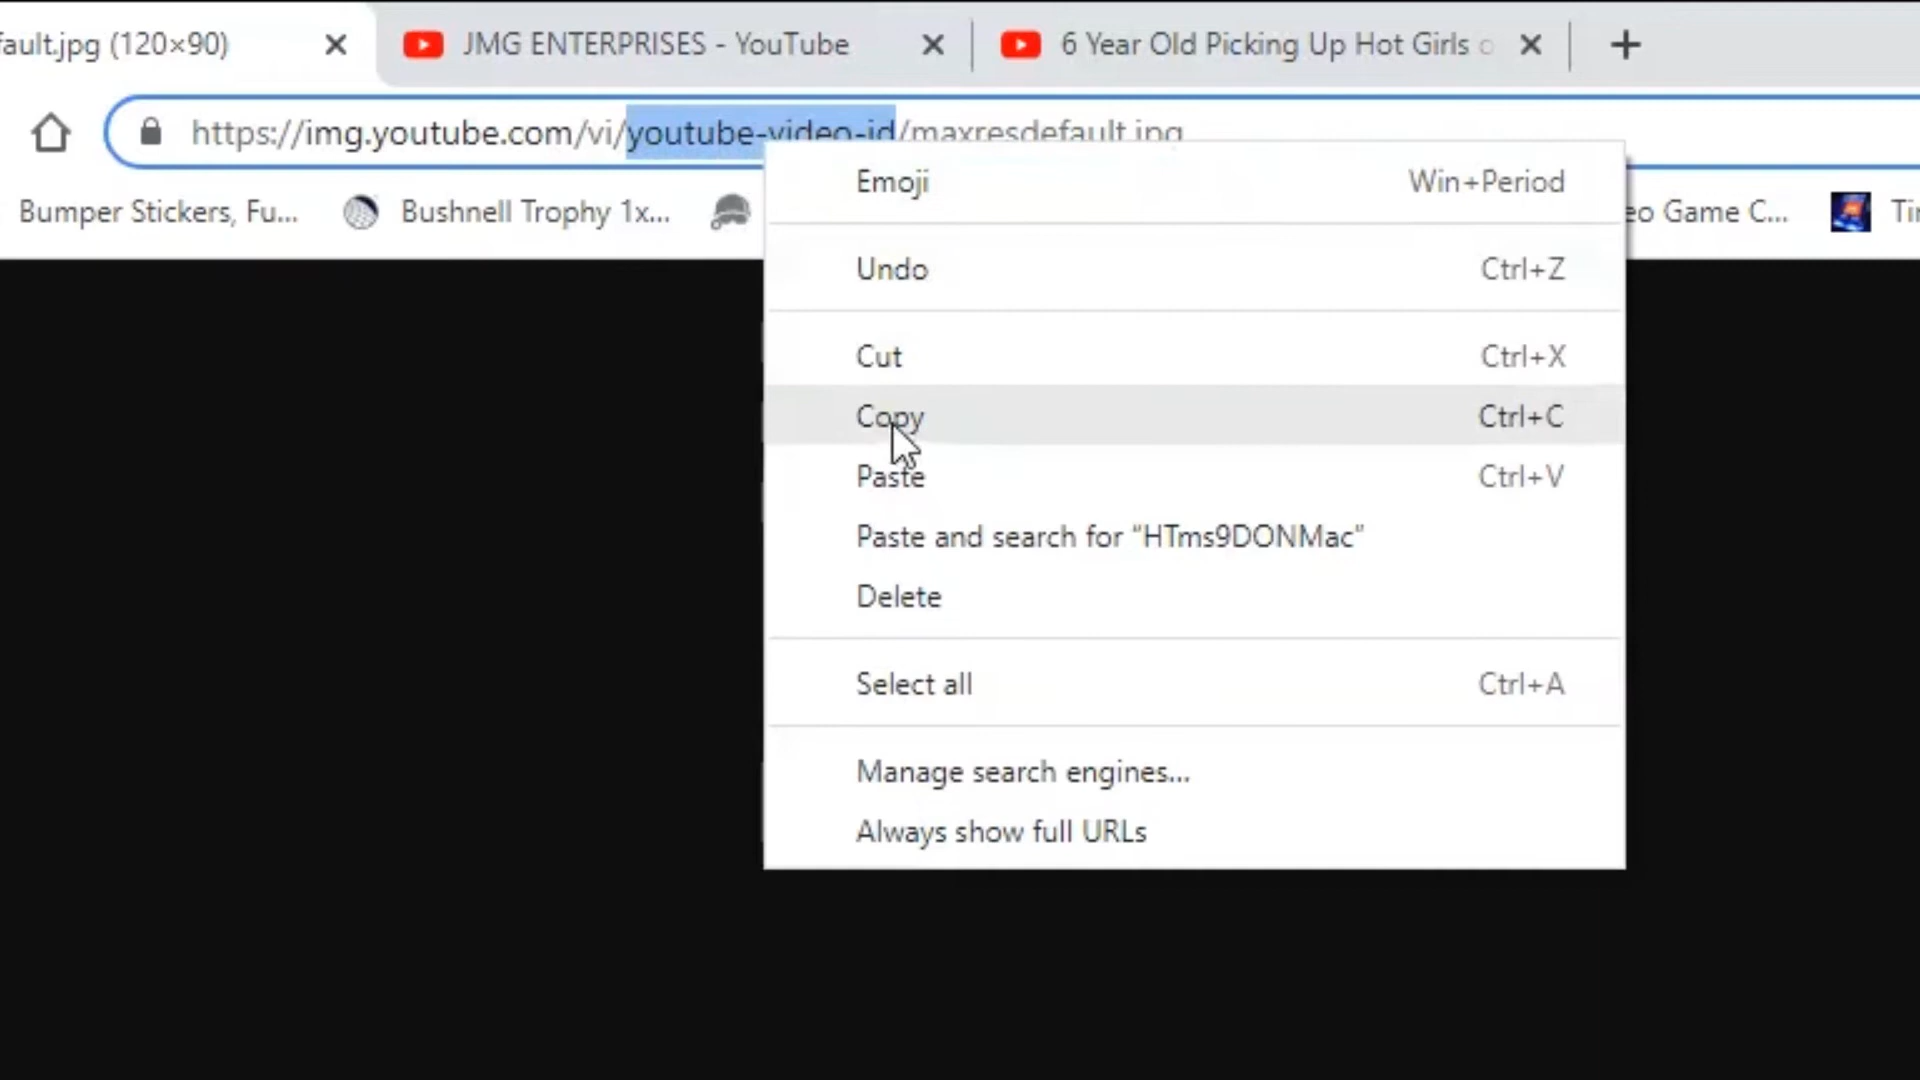 fault.jpg (120×90)
JMG ENTERPRISES - YouTube
6 Year Old Picking Up Hot Girls
https://img.youtube.com/vi/youtube-video-id/maxresdefault.jpg
Bumper Stickers, Fu...
Bushnell Trophy 1x...
eo Game C...
Emoji Win+Period
Undo Ctrl+Z
Cut Ctrl+X
Copy Ctrl+C
Paste Ctrl+V
Paste and search for “HTms9DONMac”
Delete
Select all Ctrl+A
Manage search engines...
Always show full URLs